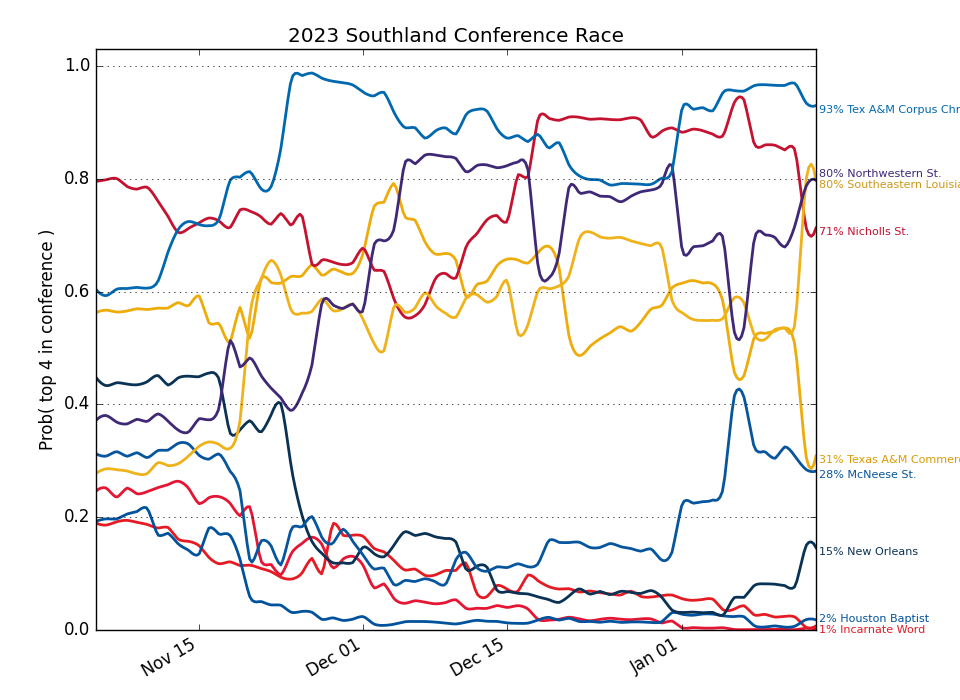 2023 Southland Conference Race
Prob( top 4 in conference )
1.0
0.8
0.6
0.4
0.2
0.0
Nov 15
Dec 01
Dec 15
Jan 01
93% Tex A&M Corpus Chr
80% Northwestern St.
80% Southeastern Louisia
71% Nicholls St.
31% Texas A&M Commerc
28% McNeese St.
15% New Orleans
2% Houston Baptist
1% Incarnate Word